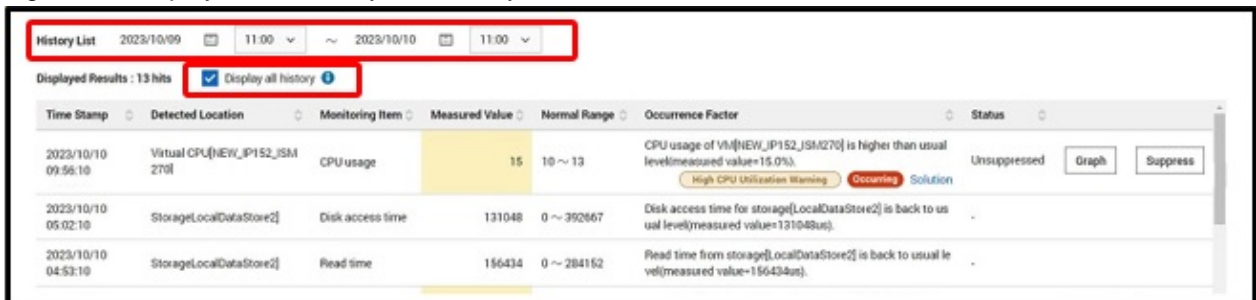 History List 2023/10/09 11:00 ~ 2023/10/10 11:00
Displayed Results : 13 hits Display all history
Time Stamp Detected Location Monitoring Item Measured Value Normal Range Occurrence Factor Status
2023/10/10
09:56:10
Virtual CPU[NEW_IP152_ISM
270]
CPU usage
15
10 ~ 13
CPU usage of VM[NEW_IP152_ISM270] is higher than usual
level(measured value=15.0%).
High CPU Utilization Warning Occurring Solution
Unsuppressed
Graph
Suppress
2023/10/10
05:02:10
StorageLocalDataStore2]
Disk access time
131048
0 ~ 392667
Disk access time for storage[LocalDataStore2] is back to us
ual level(measured value=131048us).
-
2023/10/10
04:53:10
StorageLocalDataStore2]
Read time
156434
0 ~ 284152
Read time from storage[LocalDataStore2] is back to usual le
vel(measured value=156434us).
-